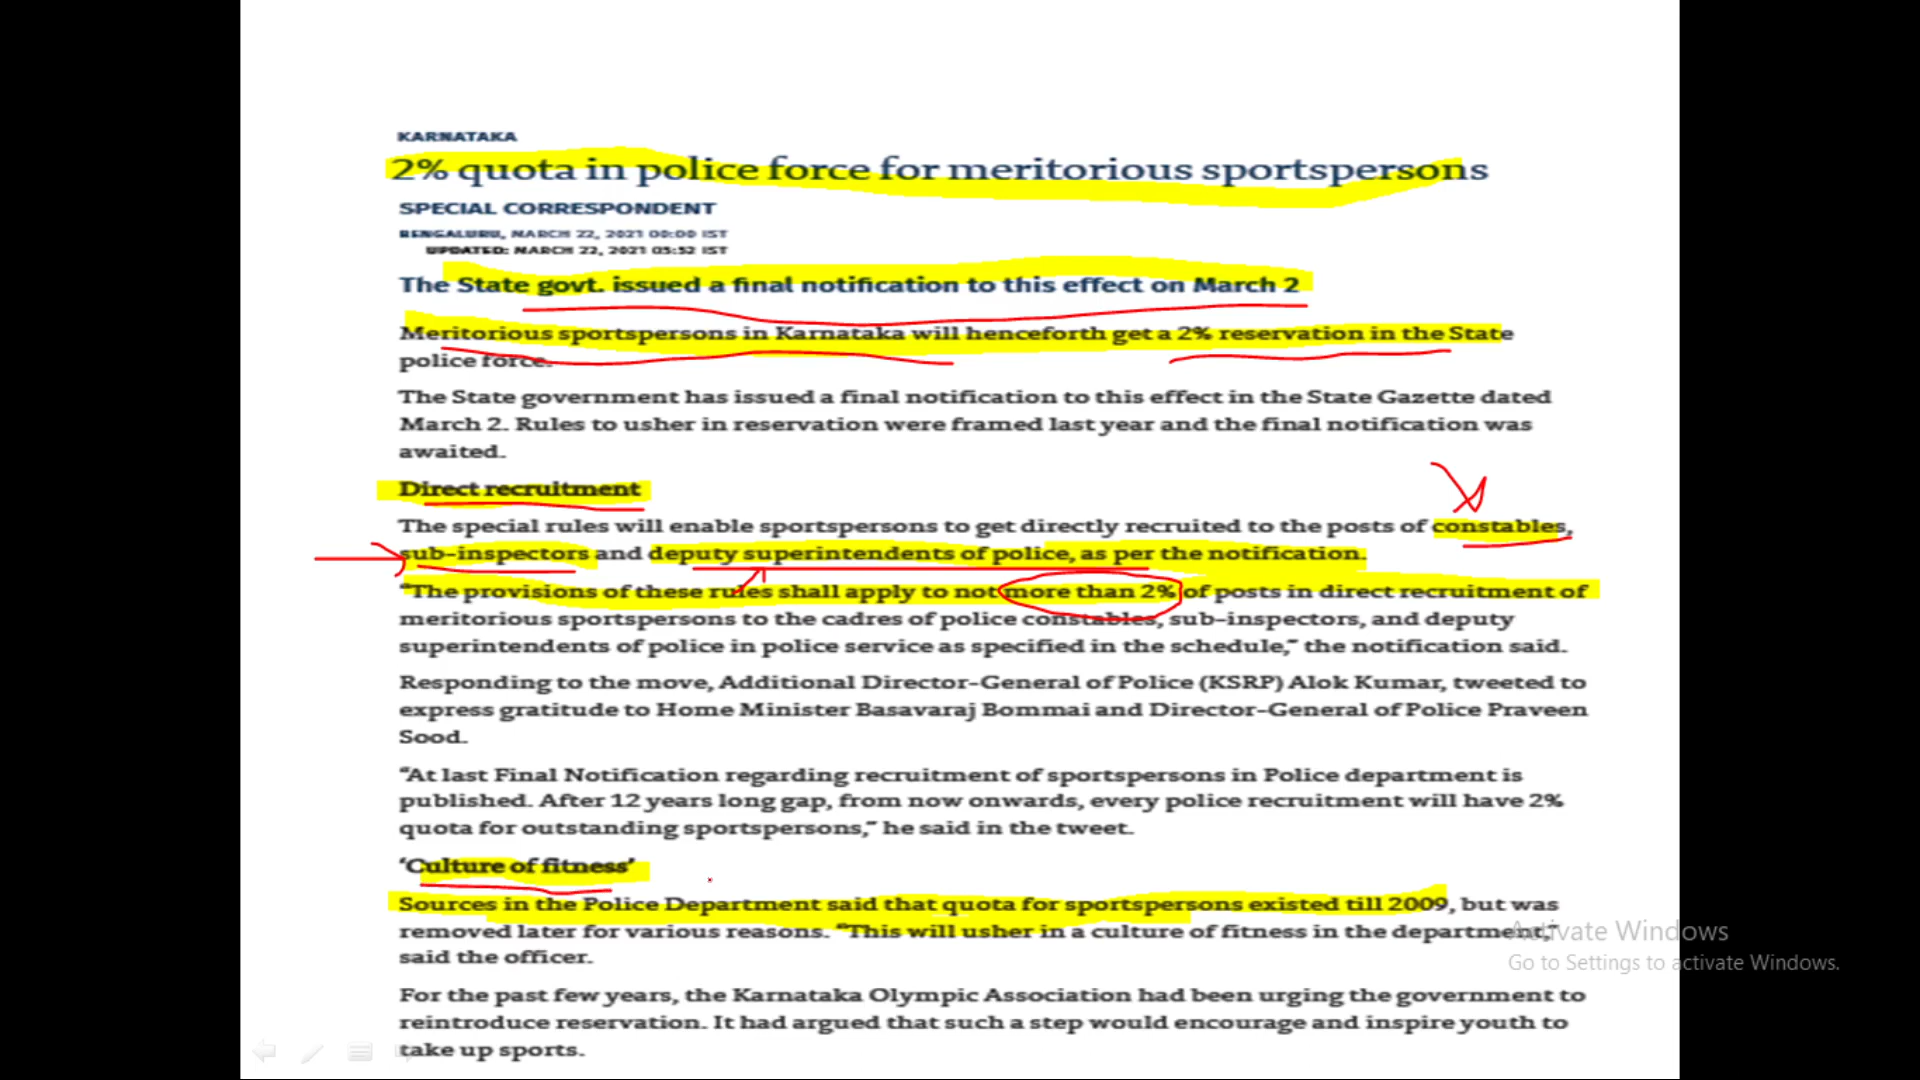 KARNATAKA
2% quota in police force for meritorious sportspersons
SPECIAL CORRESPONDENT
BENGALURU, MARCH 22, 2021 00:00 IST
UPDATED: MARCH 22, 2021 05:52 IST
The State govt. issued a final notification to this effect on March 2
Meritorious sportspersons in Karnataka will henceforth get a 2% reservation in the State
police force.
The State government has issued a final notification to this effect in the State Gazette dated
March 2. Rules to usher in reservation were framed last year and the final notification was
awaited.
Direct recruitment
The special rules will enable sportspersons to get directly recruited to the posts of constables,
sub-inspectors and deputy superintendents of police, as per the notification.
“The provisions of these rules shall apply to not more than 2% of posts in direct recruitment of
meritorious sportspersons to the cadres of police constables, sub-inspectors, and deputy
superintendents of police in police service as specified in the schedule,” the notification said.
Responding to the move, Additional Director-General of Police (KSRP) Alok Kumar, tweeted to
express gratitude to Home Minister Basavaraj Bommai and Director-General of Police Praveen
Sood.
“At last Final Notification regarding recruitment of sportspersons in Police department is
published. After 12 years long gap, from now onwards, every police recruitment will have 2%
quota for outstanding sportspersons,” he said in the tweet.
‘Culture of fitness’
Sources in the Police Department said that quota for sportspersons existed till 2009, but was
removed later for various reasons. “This will usher in a culture of fitness in the department,”
said the officer.
For the past few years, the Karnataka Olympic Association had been urging the government to
reintroduce reservation. It had argued that such a step would encourage and inspire youth to
take up sports.
Activate Windows
Go to Settings to activate Windows.